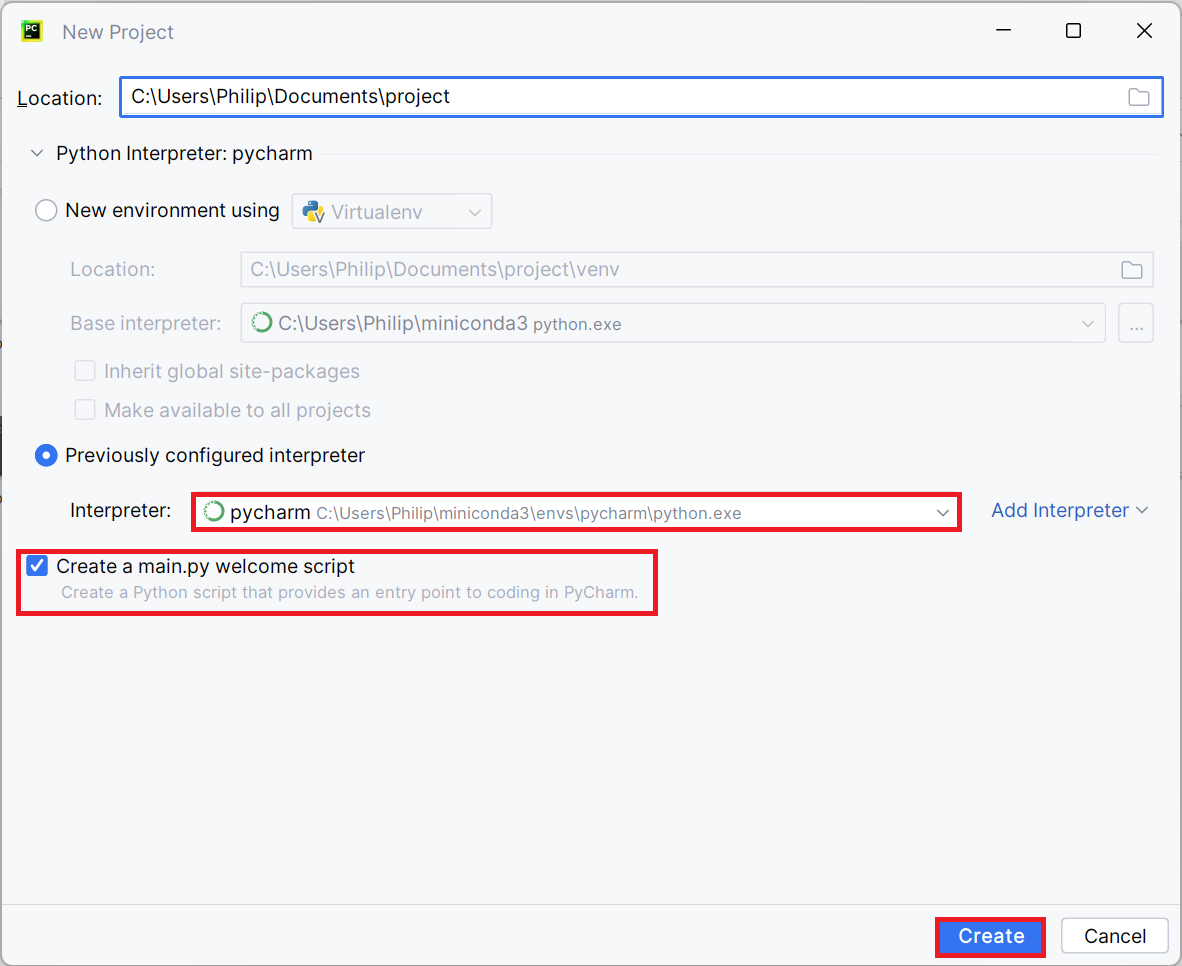 PC
New Project
Location: C:\Users\Philip\Documents\project
Python Interpreter: pycharm
New environment using Virtualenv
Location: C:\Users\Philip\Documents\project\venv
Base interpreter: C:\Users\Philip\miniconda3 python.exe ...
Inherit global site-packages
Make available to all projects
Previously configured interpreter
Interpreter: pycharm C:\Users\Philip\miniconda3\envs\pycharm\python.exe Add Interpreter
Create a main.py welcome script
Create a Python script that provides an entry point to coding in PyCharm.
Create Cancel